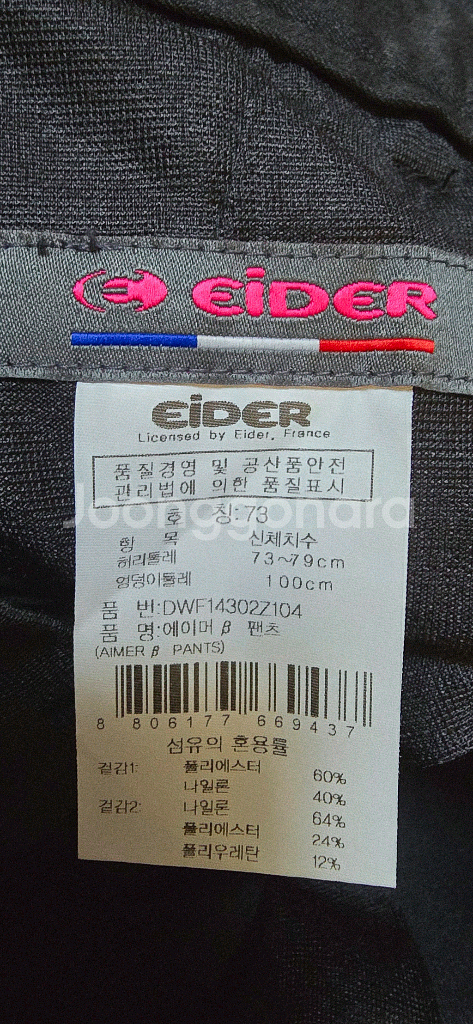 EiDER
EiDER
Licensed by Eider, France
품질경영 및 공산품안전
관리법에 의한 품질표시
Joonggonara
호 칭:73
항 목 신체치수
허리둘레 73~79cm
엉덩이둘레 100cm
품 번:DWF14302Z104
품 명:에이머 β 팬츠
(AIMER β PANTS)
8 806177 669437
섬유의 혼용률
겉감1: 폴리에스터 60%
나일론 40%
겉감2: 나일론 64%
폴리에스터 24%
폴리우레탄 12%